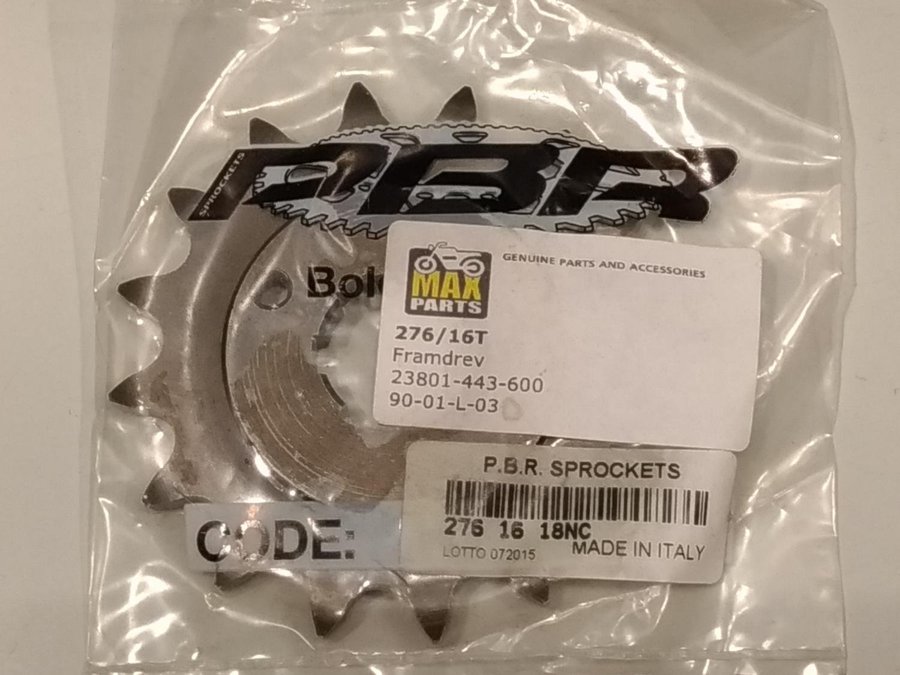 SPROCKETS
PBR
Bol
MAX
PARTS
GENUINE PARTS AND ACCESSORIES
276/16T
Framdrev
23801-443-600
90-01-L-03
P.B.R. SPROCKETS
276 16 18NC
LOTTO 072015 MADE IN ITALY
CODE: